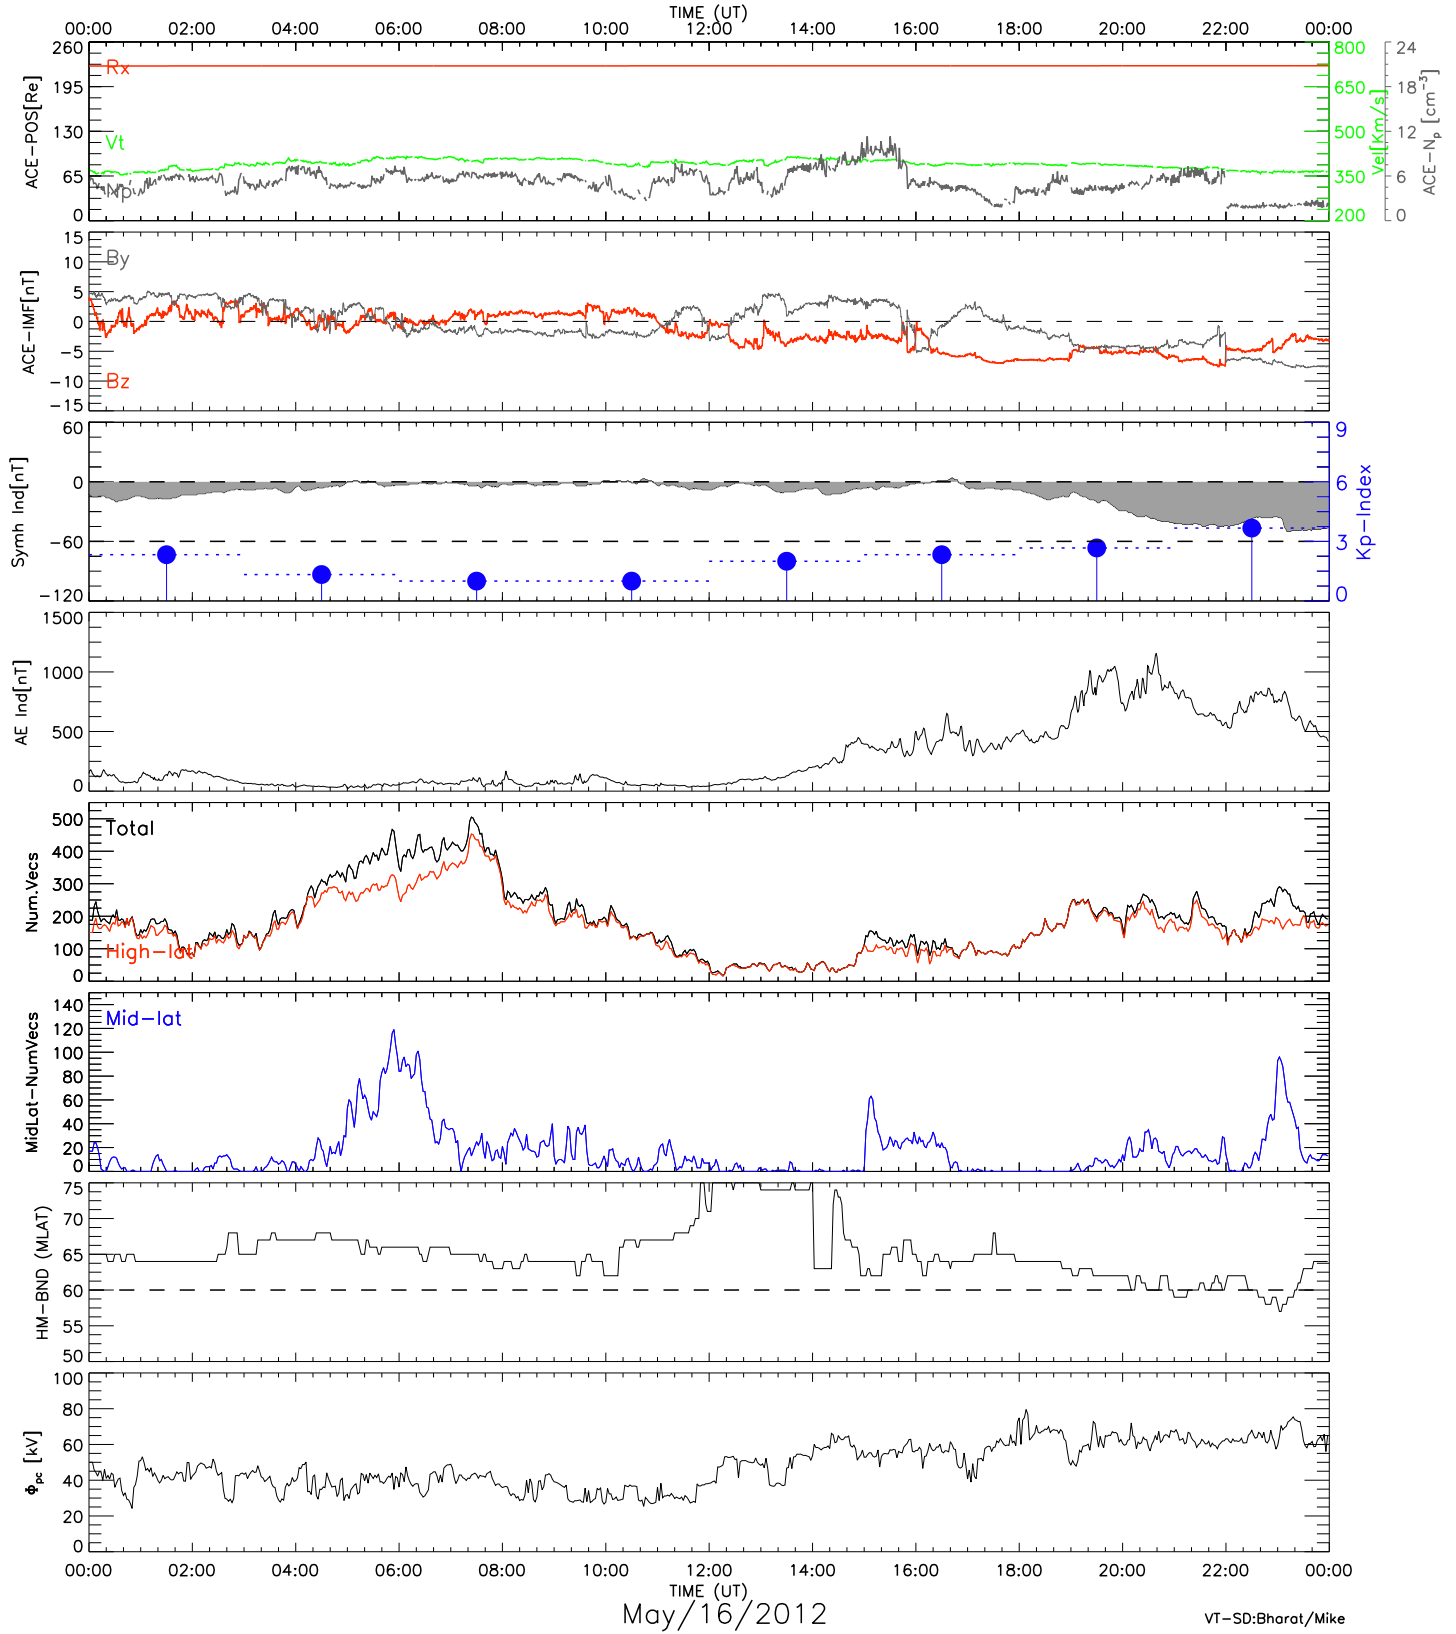 TIME (UT)
00:00 02:00 04:00 06:00 08:00 10:00 12:00 14:00 16:00 18:00 20:00 22:00 00:00
ACE-POS[Re]
260
195
130
65
0
Rx
Vt
Np
800
650
500
350
200
Vel[Km/s]
24
18
12
6
0
ACE-Np [cm-3]
ACE-IMF[nT]
15
10
5
0
-5
-10
-15
By
Bz
Symh Ind[nT]
60
0
-60
-120
9
6
3
0
Kp-Index
AE Ind[nT]
1500
1000
500
0
Num.Vecs
500
400
300
200
100
0
Total
High-lat
MidLat-NumVecs
140
120
100
80
60
40
20
0
Mid-lat
HM-BND (MLAT)
75
70
65
60
55
50
Φpc [kV]
100
80
60
40
20
0
00:00 02:00 04:00 06:00 08:00 10:00 12:00 14:00 16:00 18:00 20:00 22:00 00:00
TIME (UT)
May/16/2012
VT-SD:Bharat/Mike